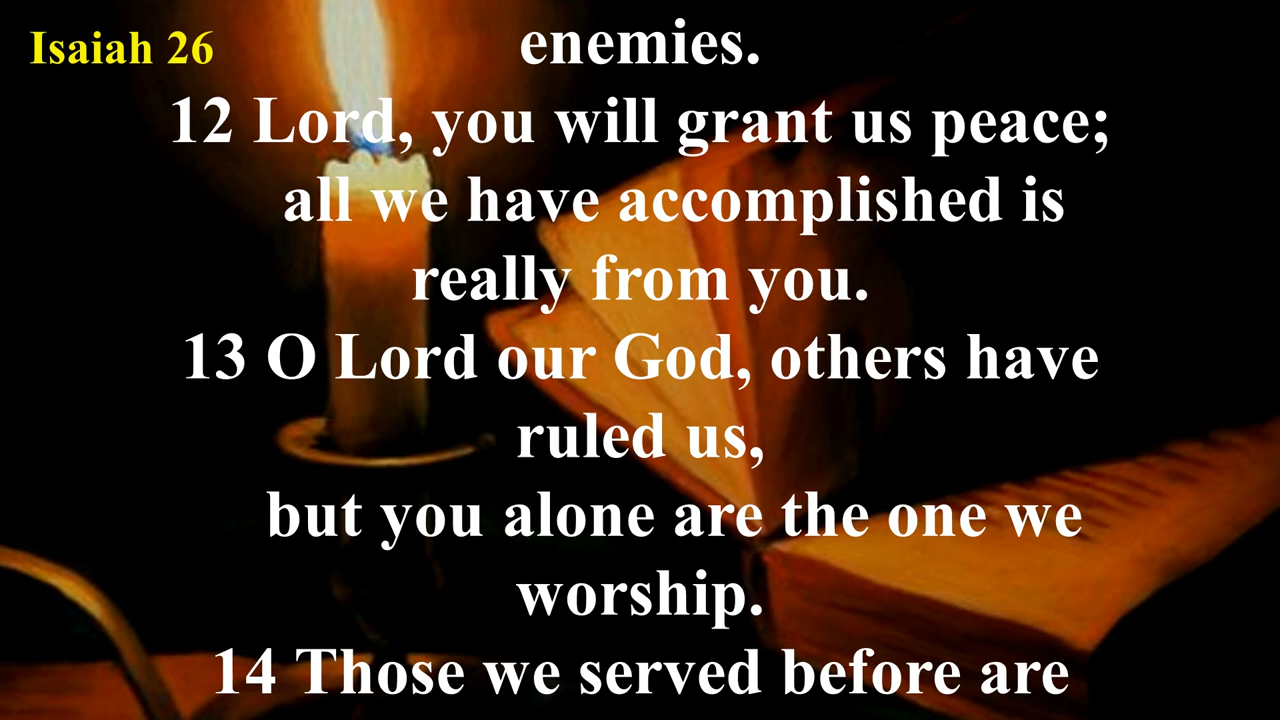 Isaiah 26
enemies.
12 Lord, you will grant us peace;
all we have accomplished is
really from you.
13 O Lord our God, others have
ruled us,
but you alone are the one we
worship.
14 Those we served before are